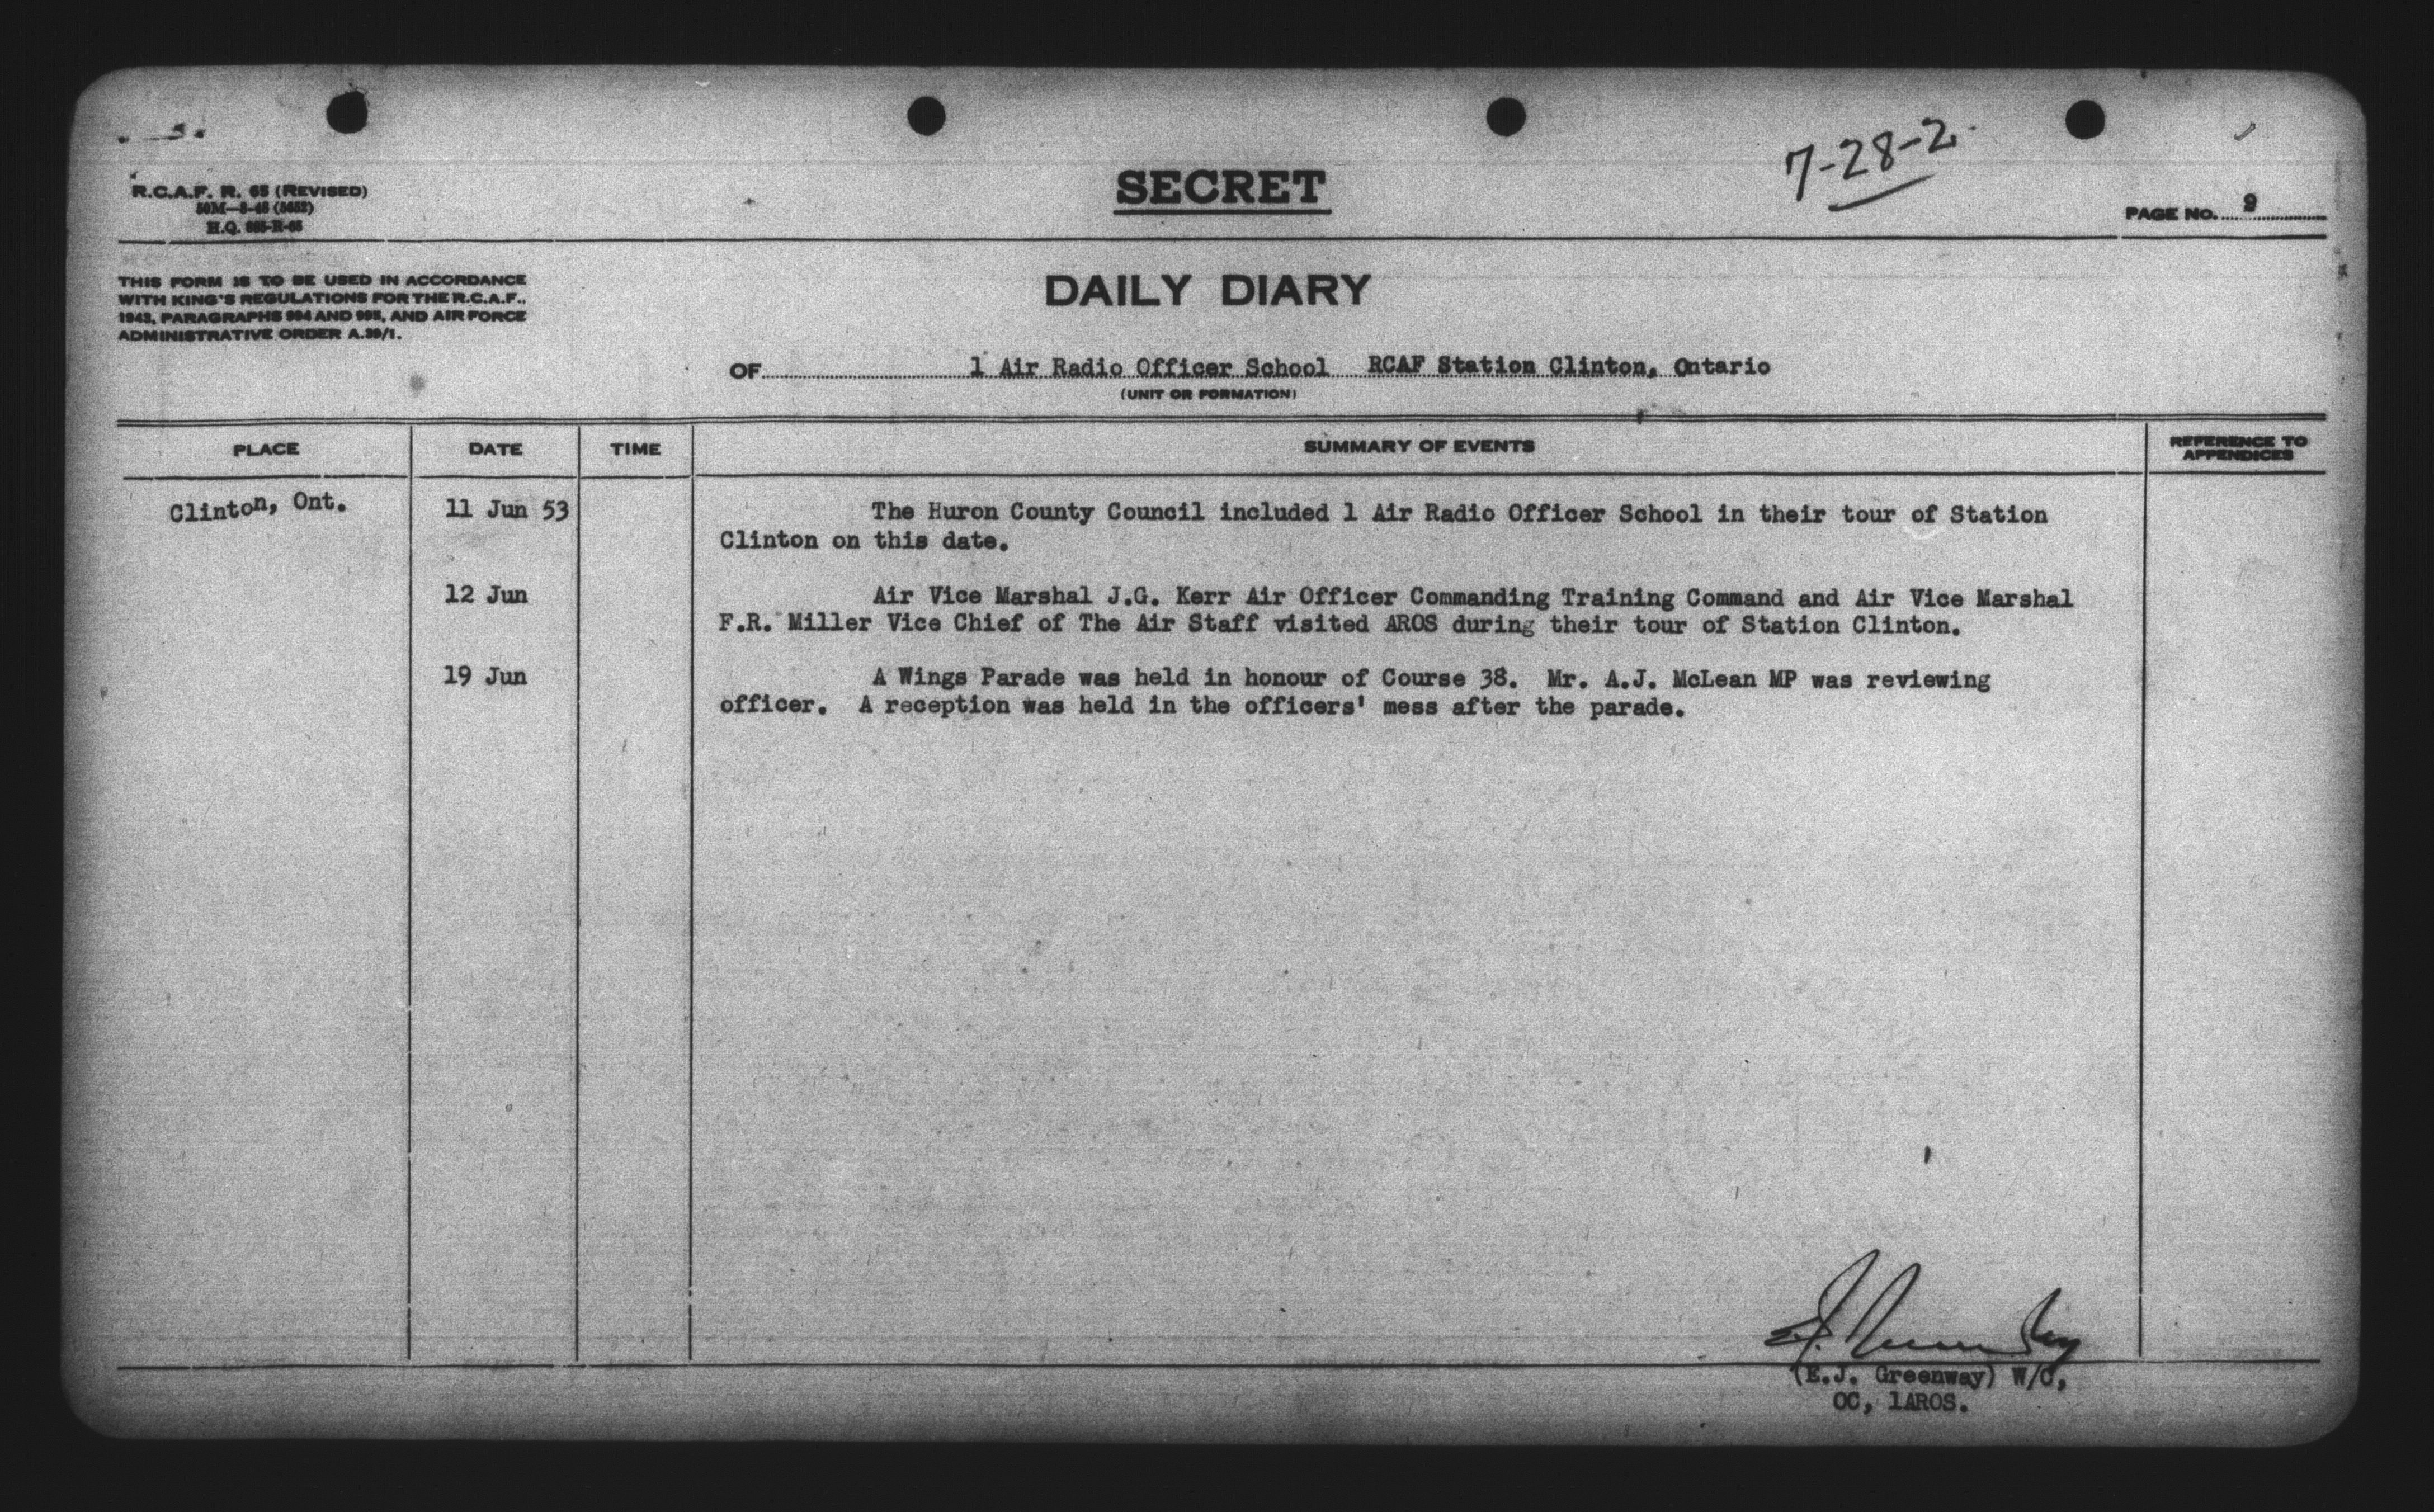 7-28-2
R.C.A.F. R. 65 (REVISED)
SECRET
PAGE NO. 9
THIS FORM IS TO BE USED IN ACCORDANCE
WITH KING'S REGULATIONS FOR THE R.C.A.F.,
1943, PARAGRAPHS 994 AND 995, AND AIR FORCE
ADMINISTRATIVE ORDER A.39/1.
DAILY DIARY
OF 1 Air Radio Officer School RCAF Station Clinton, Ontario
(UNIT OR FORMATION)
PLACE DATE TIME SUMMARY OF EVENTS REFERENCE TO
APPENDICES
Clinton, Ont. 11 Jun 53 The Huron County Council included 1 Air Radio Officer School in their tour of Station
Clinton on this date.
12 Jun Air Vice Marshal J.G. Kerr Air Officer Commanding Training Command and Air Vice Marshal
F.R. Miller Vice Chief of The Air Staff visited AROS during their tour of Station Clinton.
19 Jun A Wings Parade was held in honour of Course 38. Mr. A.J. McLean MP was reviewing
officer. A reception was held in the officers' mess after the parade.
(E.J. Greenway) W/C,
OC, 1AROS.